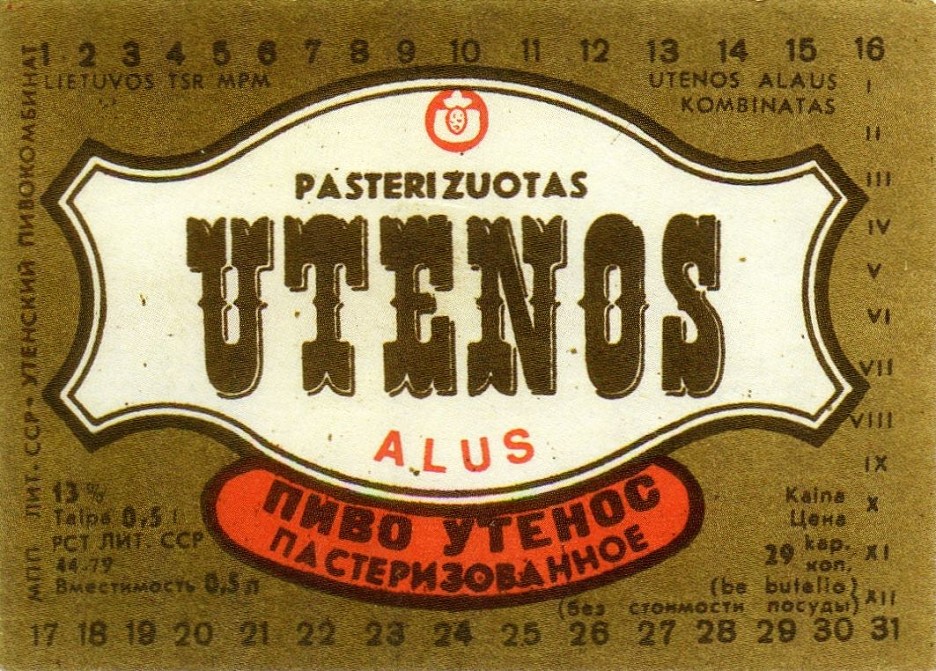 1 2 3 4 5 6 7 8 9 10 11 12 13 14 15 16
LIETUVOS TSR MPM
UTENOS ALAUS
KOMBINATAS
I
II
III
IV
V
VI
VII
VIII
IX
X
XI
XII
МПП ЛИТ. ССР • УТЕНСКИЙ ПИВОКОМБИНАТ
PASTERIZUOTAS
UTENOS
ALUS
ПИВО УТЕНОС
ПАСТЕРИЗОВАННОЕ
13 %
Talpa 0,5 l
РСТ ЛИТ. ССР
44-79
Вместимость 0,5 л
Kaina
Цена
29 kap.
коп.
(be butelio)
(без стоимости посуды)
17 18 19 20 21 22 23 24 25 26 27 28 29 30 31